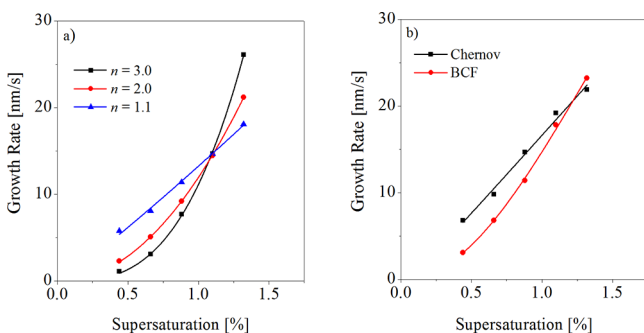 a)
n = 3.0
n = 2.0
n = 1.1
Growth Rate [nm/s]
30
20
10
0
0.0 0.5 1.0 1.5
Supersaturation [%]
b)
Chernov
BCF
Growth Rate [nm/s]
30
20
10
0
0.0 0.5 1.0 1.5
Supersaturation [%]